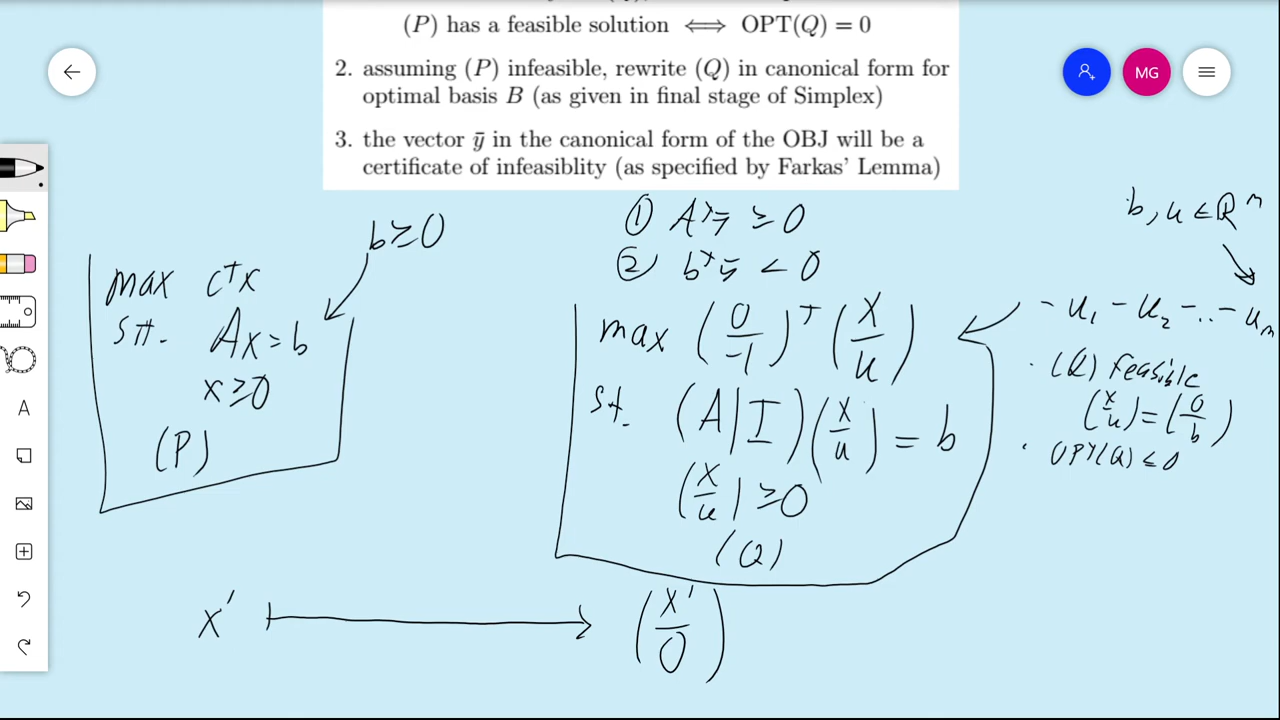 (P) has a feasible solution ⟺ OPT(Q) = 0
2. assuming (P) infeasible, rewrite (Q) in canonical form for
optimal basis B (as given in final stage of Simplex)
3. the vector ȳ in the canonical form of the OBJ will be a
certificate of infeasiblity (as specified by Farkas' Lemma)
MG
A
b ≥ 0
max cᵀx
st. Ax = b
x ≥ 0
(P)
① Aᵀȳ ≥ 0
② bᵀȳ < 0
max (0/-1)ᵀ (x/u)
st. (A|I)(x/u) = b
(x/u) ≥ 0
(Q)
b, u ∈ ℝᵐ
-u₁ -u₂ -..-uₘ
· (Q) feasible
(x/u) = (0/b)
· OPT(Q) ≤ 0
x' ↦ (x'/0)